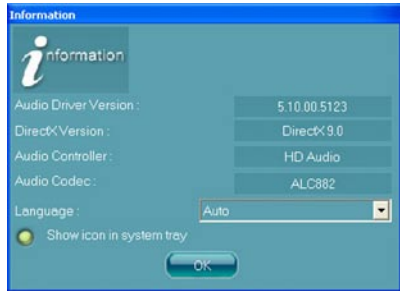 Information
information
Audio Driver Version : 5.10.00.5123
DirectX Version : DirectX 9.0
Audio Controller : HD Audio
Audio Codec : ALC882
Language : Auto
Show icon in system tray
OK